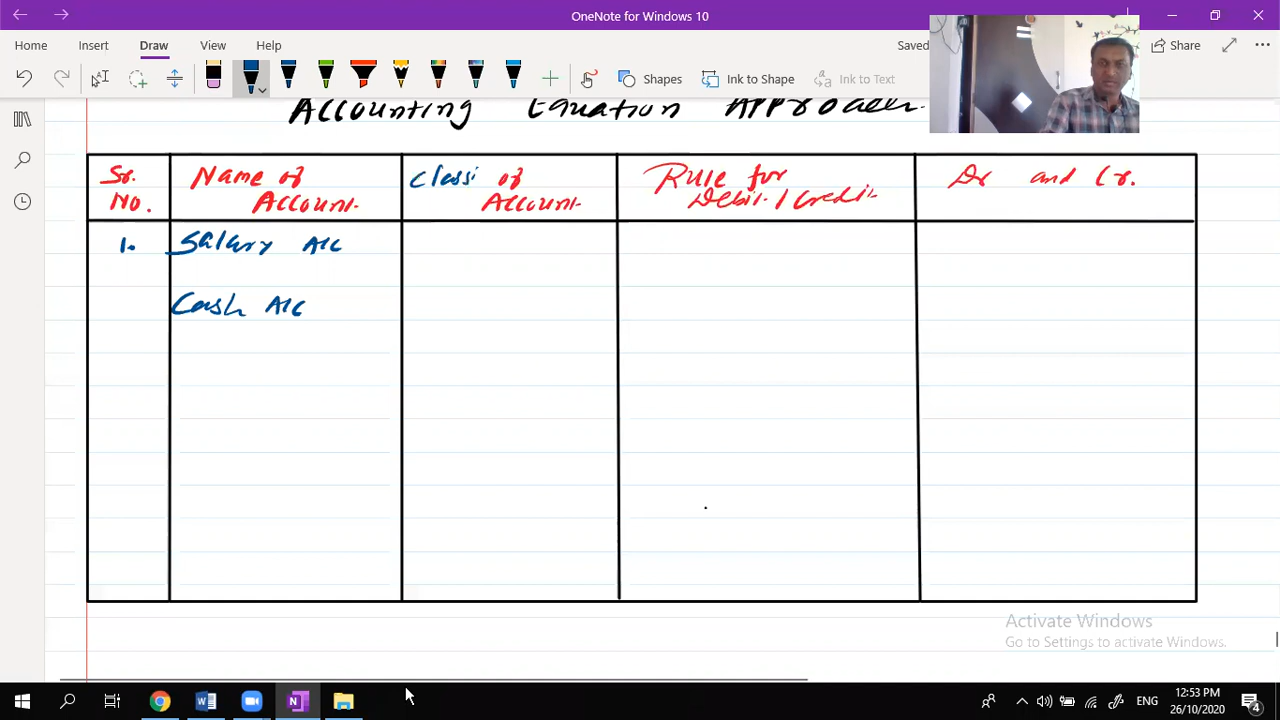 OneNote for Windows 10
Home Insert Draw View Help
Saved
Share
Shapes
Ink to Shape
Ink to Text
Accounting Equation Approach.
Sr. No.
Name of Account.
Classi of Account.
Rule for Debit / Credit
Dr and Cr.
1. Salary A/C
Cash A/C
Activate Windows
Go to Settings to activate Windows.
ENG
12:53 PM
26/10/2020
4